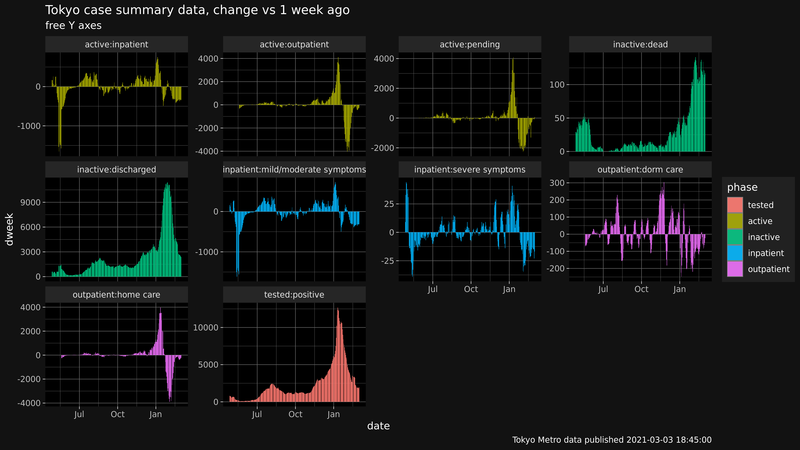 Tokyo case summary data, change vs 1 week ago
free Y axes
active:inpatient
active:outpatient
active:pending
inactive:dead
0
-1000
4000
2000
0
-2000
-4000
4000
2000
0
-2000
100
50
0
inactive:discharged
inpatient:mild/moderate symptoms
inpatient:severe symptoms
outpatient:dorm care
9000
6000
3000
0
0
-1000
25
0
-25
300
200
100
0
-100
-200
Jul
Oct
Jan
Jul
Oct
Jan
outpatient:home care
tested:positive
4000
2000
0
-2000
-4000
10000
5000
0
Jul
Oct
Jan
Jul
Oct
Jan
dweek
date
phase
tested
active
inactive
inpatient
outpatient
Tokyo Metro data published 2021-03-03 18:45:00